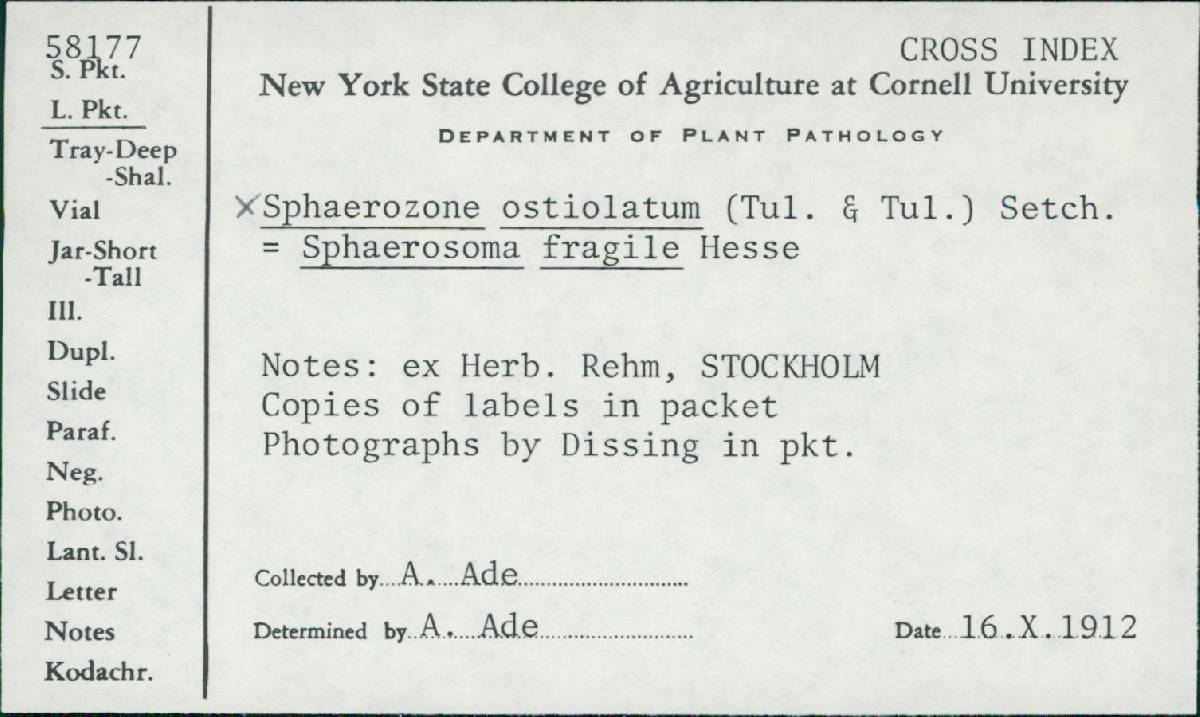 58177
S. Pkt.
L. Pkt.
Tray-Deep
-Shal.
Vial
Jar-Short
-Tall
Ill.
Dupl.
Slide
Paraf.
Neg.
Photo.
Lant. Sl.
Letter
Notes
Kodachr.
CROSS INDEX
New York State College of Agriculture at Cornell University
DEPARTMENT OF PLANT PATHOLOGY
×Sphaerozone ostiolatum (Tul. & Tul.) Setch.
= Sphaerosoma fragile Hesse
Notes: ex Herb. Rehm, STOCKHOLM
Copies of labels in packet
Photographs by Dissing in pkt.
Collected by A. Ade
Determined by A. Ade
Date 16.X.1912